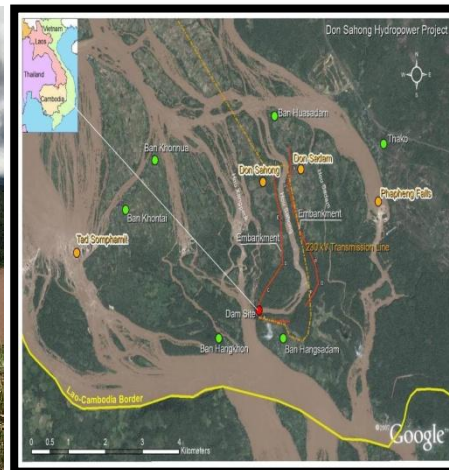 Don Sahong Hydropower Project
Vietnam
Laos
Thailand
Cambodia
N
Ban Huasadam
Thako
Ban Khonnua
Don Sahong
Don Sadam
Ban Khontai
Phapheng Falls
Embankment
Embankment
Tad Somphamit
230 kV Transmission Line
Dam Site
Ban Hangkhon
Ban Hangsadam
Lao-Cambodia Border
Google
0 0.5 1 2 3 4
Kilometers